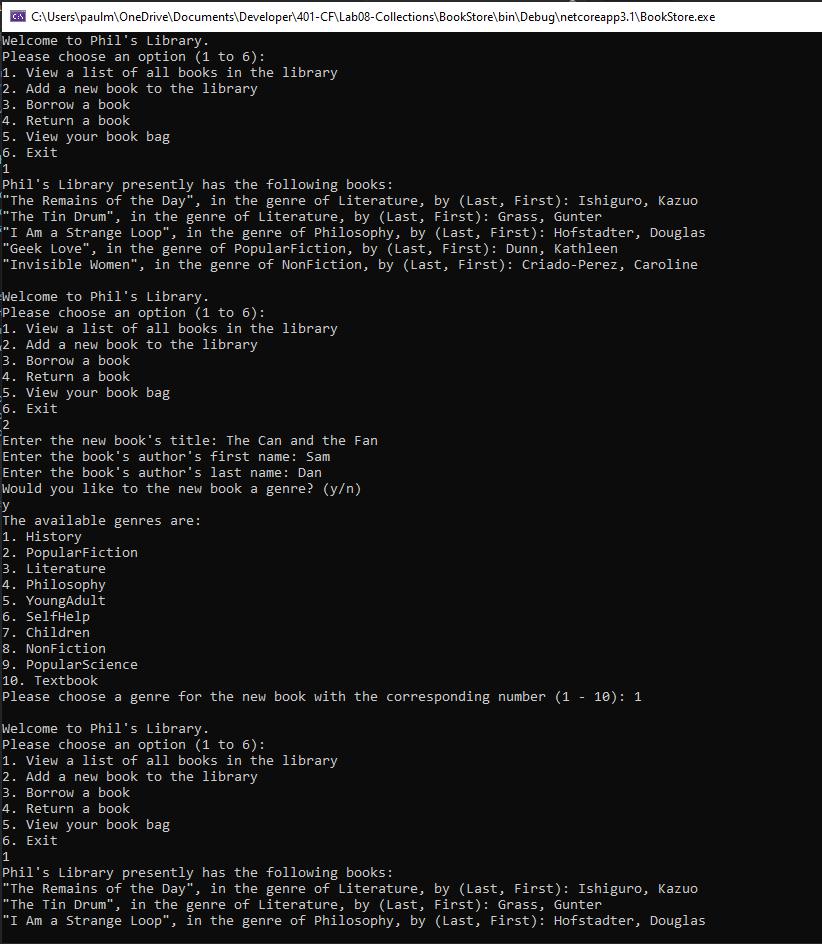 C:\Users\paulm\OneDrive\Documents\Developer\401-CF\Lab08-Collections\BookStore\bin\Debug\netcoreapp3.1\BookStore.exe
Welcome to Phil's Library.
Please choose an option (1 to 6):
1. View a list of all books in the library
2. Add a new book to the library
3. Borrow a book
4. Return a book
5. View your book bag
6. Exit
1
Phil's Library presently has the following books:
"The Remains of the Day", in the genre of Literature, by (Last, First): Ishiguro, Kazuo
"The Tin Drum", in the genre of Literature, by (Last, First): Grass, Gunter
"I Am a Strange Loop", in the genre of Philosophy, by (Last, First): Hofstadter, Douglas
"Geek Love", in the genre of PopularFiction, by (Last, First): Dunn, Kathleen
"Invisible Women", in the genre of NonFiction, by (Last, First): Criado-Perez, Caroline
Welcome to Phil's Library.
Please choose an option (1 to 6):
1. View a list of all books in the library
2. Add a new book to the library
3. Borrow a book
4. Return a book
5. View your book bag
6. Exit
2
Enter the new book's title: The Can and the Fan
Enter the book's author's first name: Sam
Enter the book's author's last name: Dan
Would you like to the new book a genre? (y/n)
y
The available genres are:
1. History
2. PopularFiction
3. Literature
4. Philosophy
5. YoungAdult
6. SelfHelp
7. Children
8. NonFiction
9. PopularScience
10. Textbook
Please choose a genre for the new book with the corresponding number (1 - 10): 1
Welcome to Phil's Library.
Please choose an option (1 to 6):
1. View a list of all books in the library
2. Add a new book to the library
3. Borrow a book
4. Return a book
5. View your book bag
6. Exit
1
Phil's Library presently has the following books:
"The Remains of the Day", in the genre of Literature, by (Last, First): Ishiguro, Kazuo
"The Tin Drum", in the genre of Literature, by (Last, First): Grass, Gunter
"I Am a Strange Loop", in the genre of Philosophy, by (Last, First): Hofstadter, Douglas